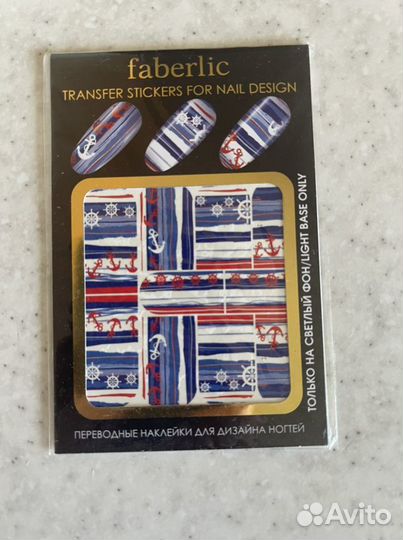 faberlic
TRANSFER STICKERS FOR NAIL DESIGN
ТОЛЬКО НА СВЕТЛЫЙ ФОН/LIGHT BASE ONLY
ПЕРЕВОДНЫЕ НАКЛЕЙКИ ДЛЯ ДИЗАЙНА НОГТЕЙ
Avito